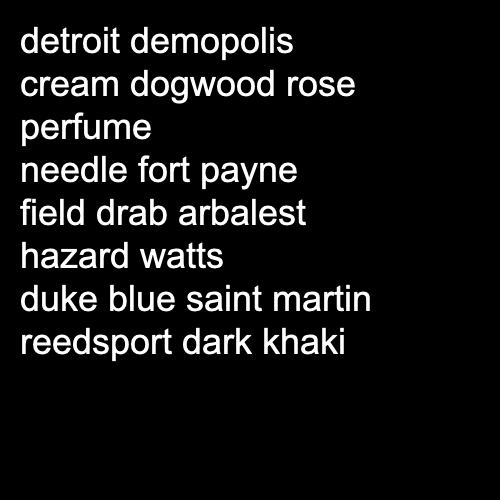 detroit demopolis
cream dogwood rose
perfume
needle fort payne
field drab arbalest
hazard watts
duke blue saint martin
reedsport dark khaki